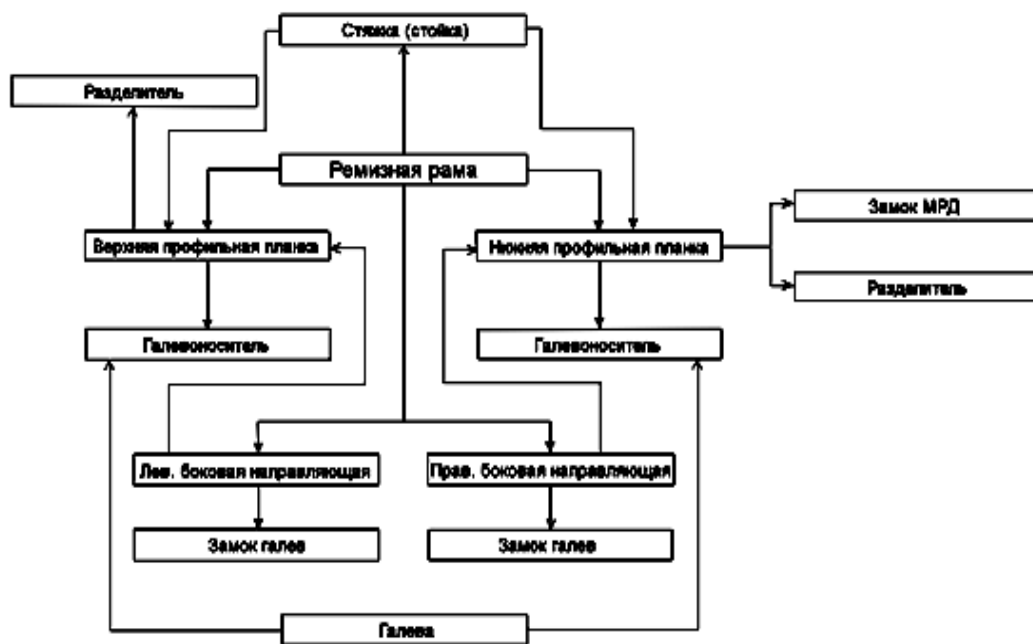 Стяжка (стойка)
Разделитель
Ремизная рама
Замок МРД
Верхняя профильная планка
Нижняя профильная планка
Разделитель
Галевоноситель
Галевоноситель
Лев. боковая направляющая
Прав. боковая направляющая
Замок галев
Замок галев
Галева